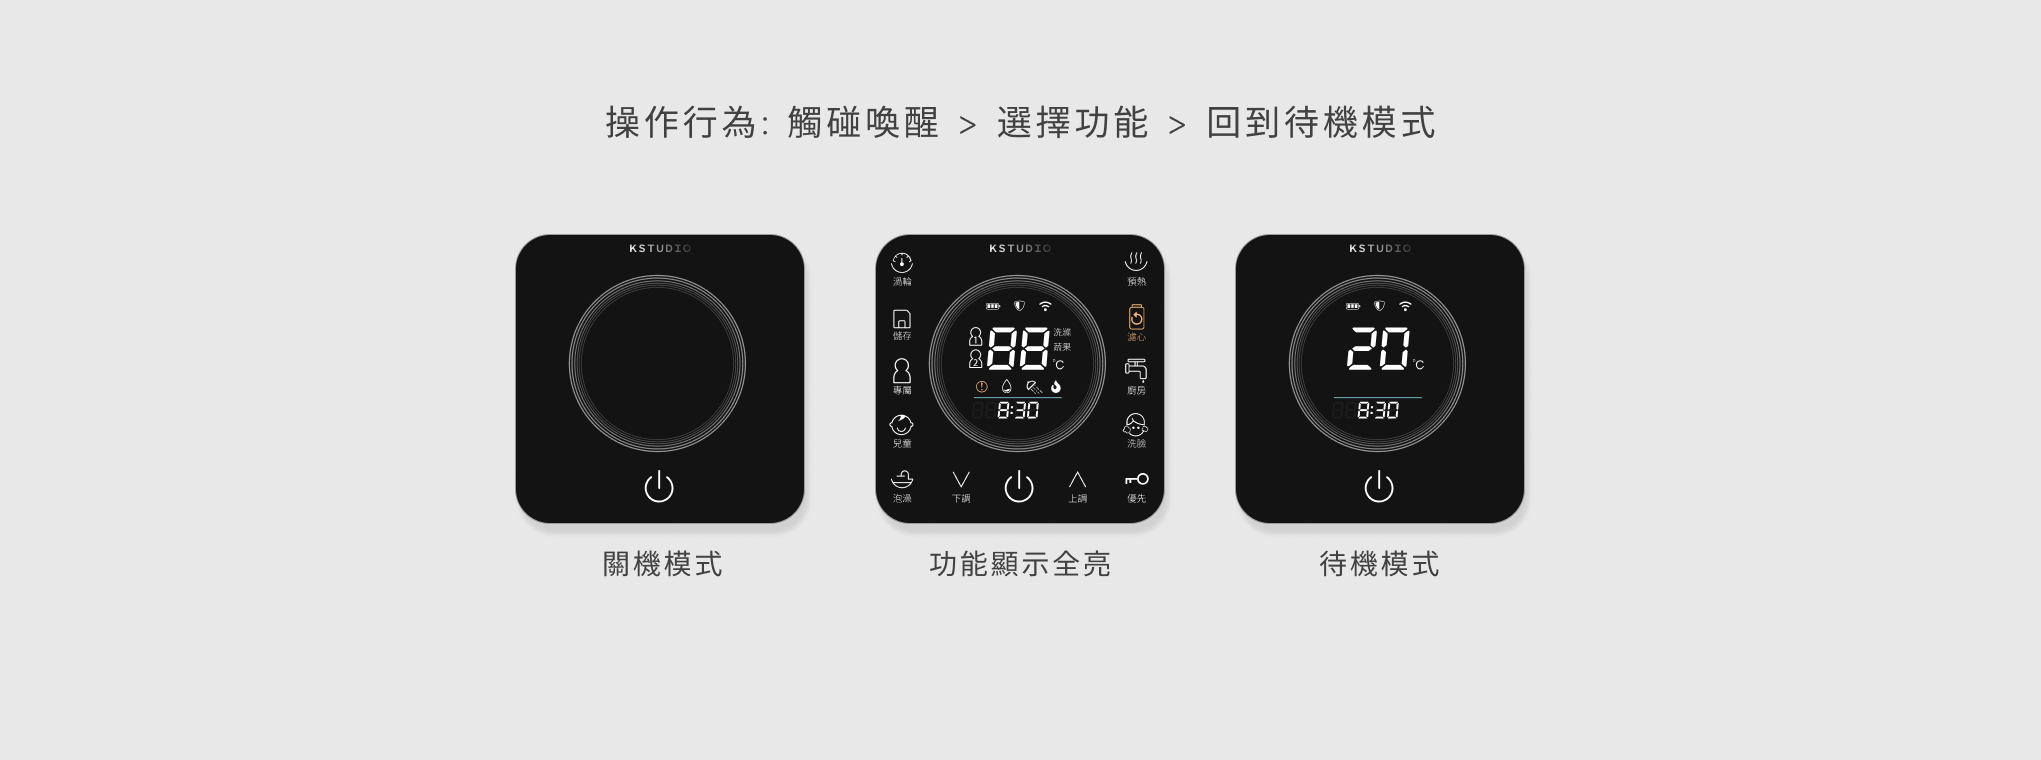 操作行為: 觸碰喚醒 > 選擇功能 > 回到待機模式
KSTUDIO
關機模式
KSTUDIO
渦輪
儲存
專屬
兒童
泡澡
1
2
88
洗滌
蔬果
°C
8:30
下調
上調
預熱
濾心
廚房
洗臉
優先
功能顯示全亮
KSTUDIO
20
°C
8:30
待機模式